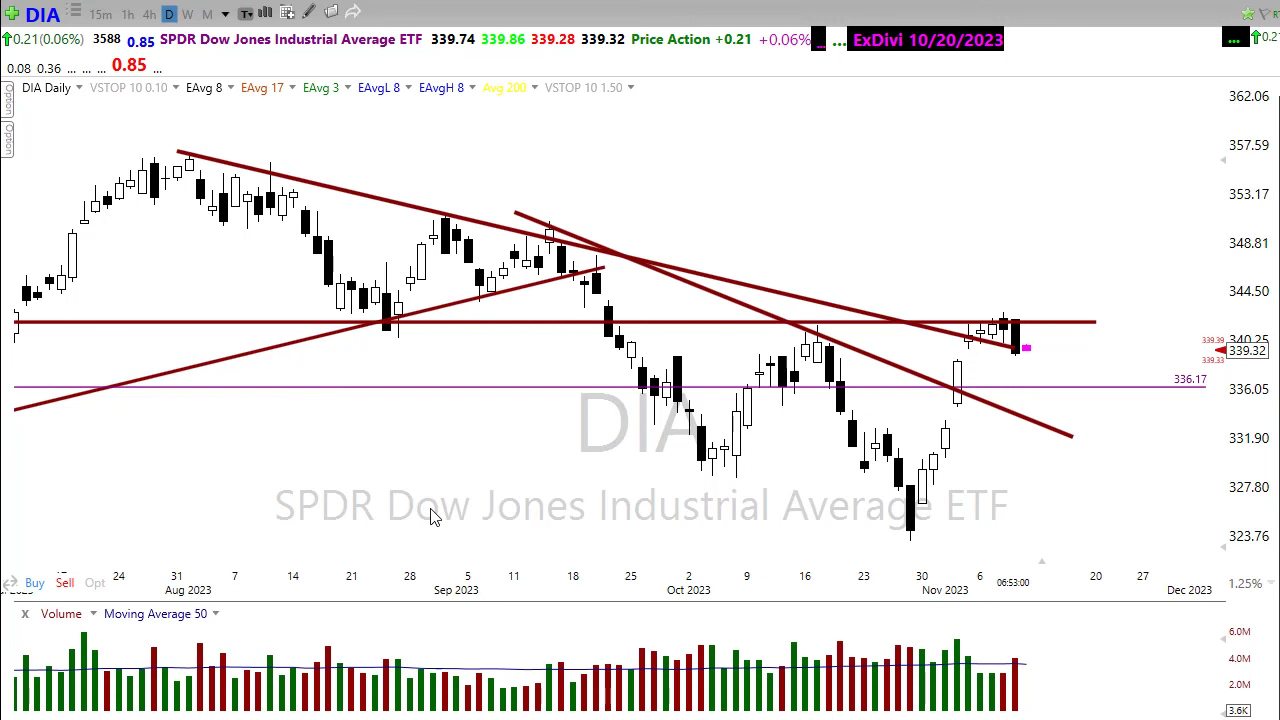 DIA 15m 1h 4h D W M T
0.21(0.06%) 3588 0.85 SPDR Dow Jones Industrial Average ETF 339.74 339.86 339.28 339.32 Price Action +0.21 +0.06% ... ... ExDivi 10/20/2023 ...
0.08 0.36 ... ... ... 0.85 ...
Option
Option
DIA Daily VSTOP 10 0.10 EAvg 8 EAvg 17 EAvg 3 EAvgL 8 EAvgH 8 Avg 200 VSTOP 10 1.50
362.06
357.59
353.17
348.81
344.50
340.25
339.39
339.32
339.33
336.17
336.05
331.90
327.80
323.76
DIA
SPDR Dow Jones Industrial Average ETF
24 31 7 14 21 28 5 11 18 25 2 9 16 23 30 6 06:53:00 20 27
Buy Sell Opt 1.25%
Aug 2023 Sep 2023 Oct 2023 Nov 2023 Dec 2023
x Volume Moving Average 50
6.0M
4.0M
2.0M
3.6K